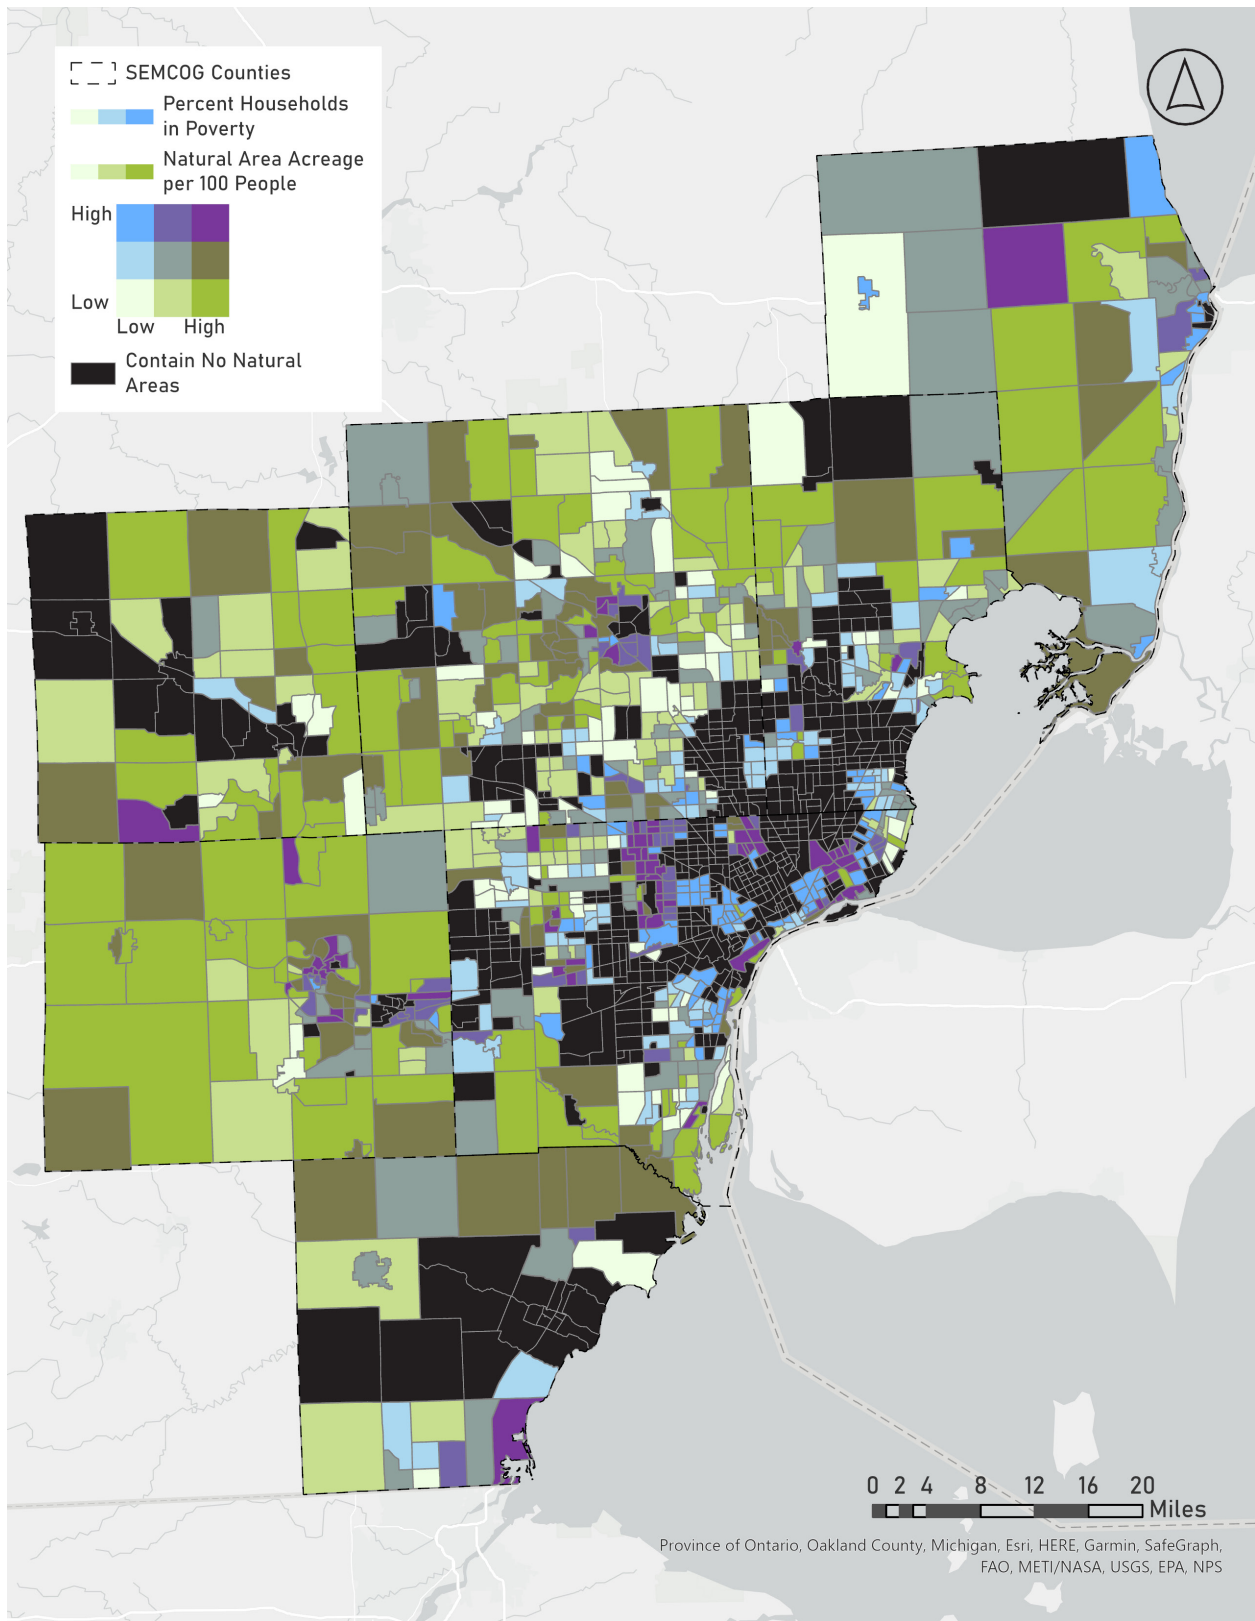 SEMCOG Counties
Percent Households
in Poverty
Natural Area Acreage
per 100 People
High
Low
Low High
Contain No Natural
Areas
0 2 4 8 12 16 20
Miles
Province of Ontario, Oakland County, Michigan, Esri, HERE, Garmin, SafeGraph,
FAO, METI/NASA, USGS, EPA, NPS